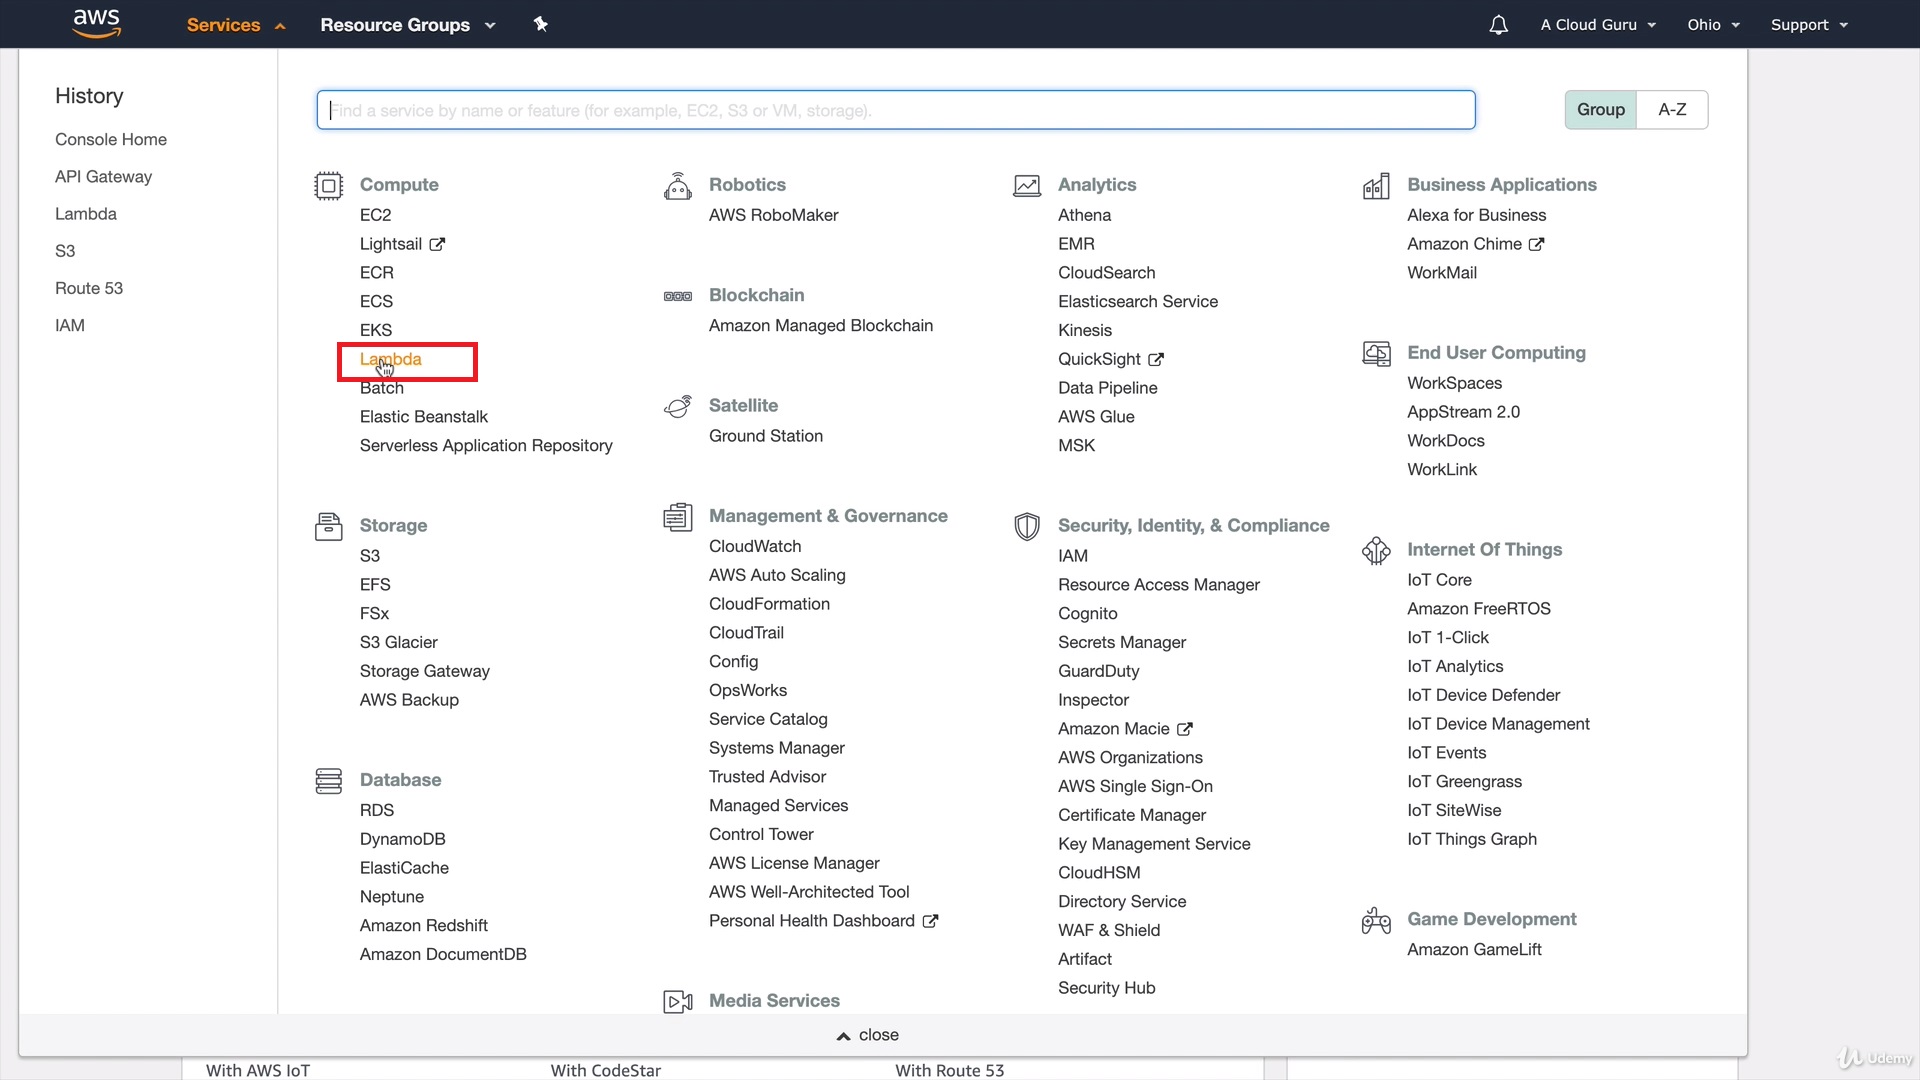 aws
Services
Resource Groups
A Cloud Guru
Ohio
Support
History
Console Home
API Gateway
Lambda
S3
Route 53
IAM
Find a service by name or feature (for example, EC2, S3 or VM, storage).
Group
A-Z
Compute
EC2
Lightsail
ECR
ECS
EKS
Lambda
Batch
Elastic Beanstalk
Serverless Application Repository
Storage
S3
EFS
FSx
S3 Glacier
Storage Gateway
AWS Backup
Database
RDS
DynamoDB
ElastiCache
Neptune
Amazon Redshift
Amazon DocumentDB
Robotics
AWS RoboMaker
Blockchain
Amazon Managed Blockchain
Satellite
Ground Station
Management & Governance
CloudWatch
AWS Auto Scaling
CloudFormation
CloudTrail
Config
OpsWorks
Service Catalog
Systems Manager
Trusted Advisor
Managed Services
Control Tower
AWS License Manager
AWS Well-Architected Tool
Personal Health Dashboard
Media Services
Analytics
Athena
EMR
CloudSearch
Elasticsearch Service
Kinesis
QuickSight
Data Pipeline
AWS Glue
MSK
Security, Identity, & Compliance
IAM
Resource Access Manager
Cognito
Secrets Manager
GuardDuty
Inspector
Amazon Macie
AWS Organizations
AWS Single Sign-On
Certificate Manager
Key Management Service
CloudHSM
Directory Service
WAF & Shield
Artifact
Security Hub
Business Applications
Alexa for Business
Amazon Chime
WorkMail
End User Computing
WorkSpaces
AppStream 2.0
WorkDocs
WorkLink
Internet Of Things
IoT Core
Amazon FreeRTOS
IoT 1-Click
IoT Analytics
IoT Device Defender
IoT Device Management
IoT Events
IoT Greengrass
IoT SiteWise
IoT Things Graph
Game Development
Amazon GameLift
close
With AWS IoT
With CodeStar
With Route 53
Udemy